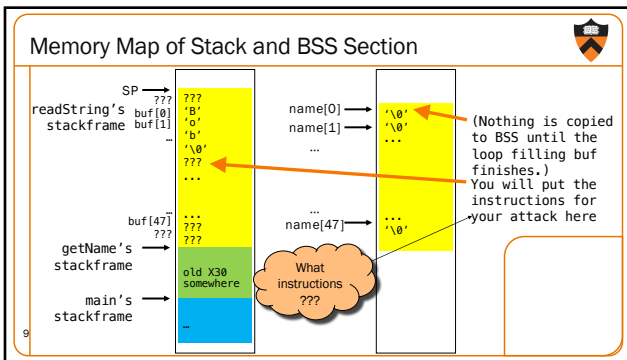 Memory Map of Stack and BSS Section
SP
???
readString's
stackframe
buf[0]
buf[1]
…
…
buf[47]
???
getName's
stackframe
main's
stackframe
???
‘B’
‘o’
‘b’
‘\0’
???
...
...
???
???
old X30
somewhere
…
name[0]
name[1]
…
…
name[47]
‘\0’
‘\0’
...
...
‘\0’
What
instructions
???
(Nothing is copied
to BSS until the
loop filling buf
finishes.)
You will put the
instructions for
your attack here
9